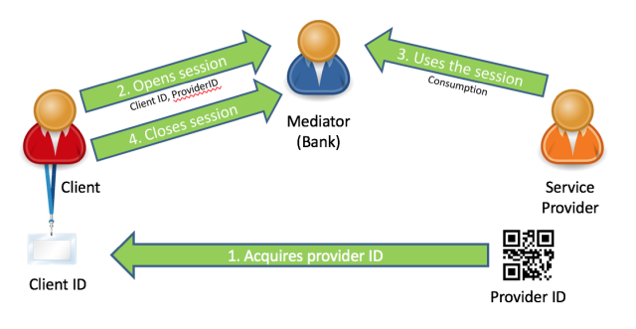 2. Opens session
Client ID, ProviderID
3. Uses the session
Consumption
4. Closes session
Mediator
(Bank)
Client
Service
Provider
1. Acquires provider ID
Client ID
Provider ID